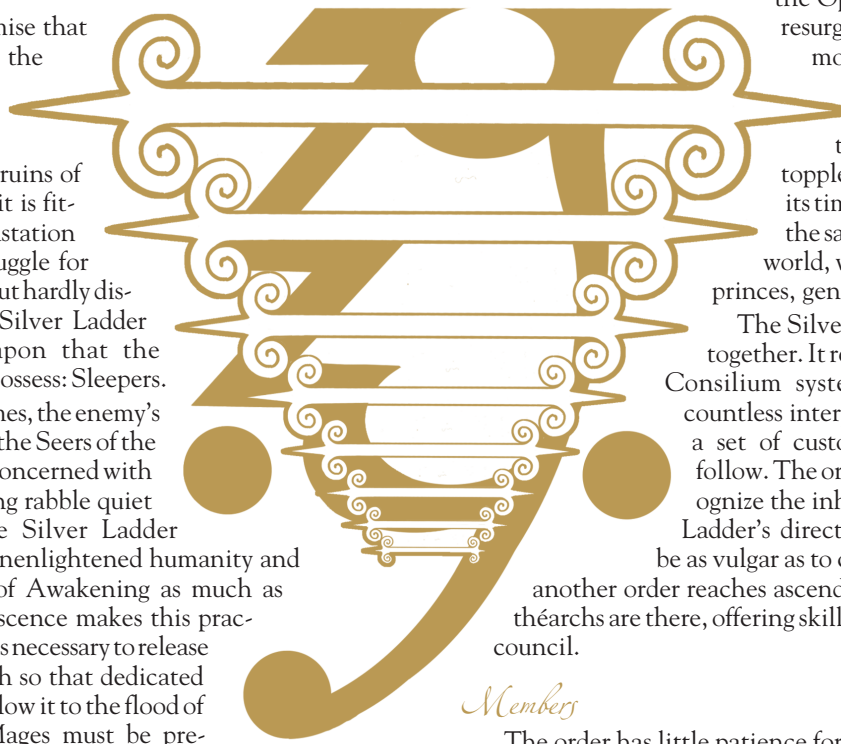 nise that
the
ruins of
it is fit-
station
uggle for
ut hardly dis-
Silver Ladder
apon that the
ossess: Sleepers.
nes, the enemy's
the Seers of the
oncerned with
ng rabble quiet
e Silver Ladder
nenlightened humanity and
of Awakening as much as
scence makes this prac-
s necessary to release
h so that dedicated
low it to the flood of
Mages must be pre-
the Op
resurg
mo
t
topple
its tim
the sa
world, w
princes, gen
The Silve
together. It re
Consilium syste
countless inter
a set of custo
follow. The or
ognize the inh
Ladder's direct
be as vulgar as to c
another order reaches ascend
théarchs are there, offering skill
council.
Members
The order has little patience for